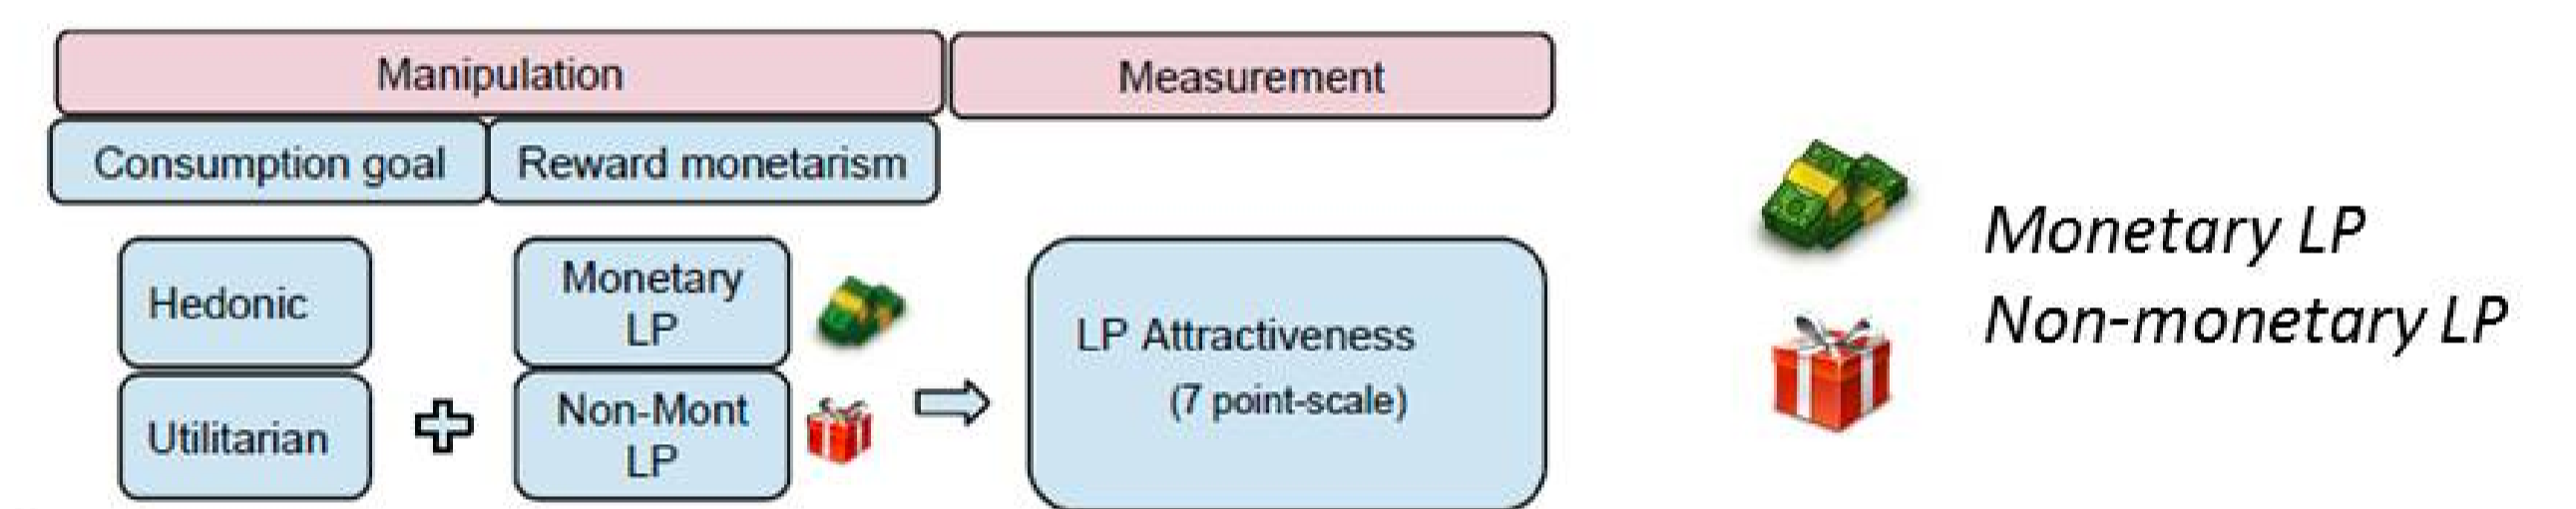 Manipulation
Measurement
Consumption goal
Reward monetarism
Hedonic
Monetary
LP
Utilitarian
Non-Mont
LP
LP Attractiveness
(7 point-scale)
Monetary LP
Non-monetary LP